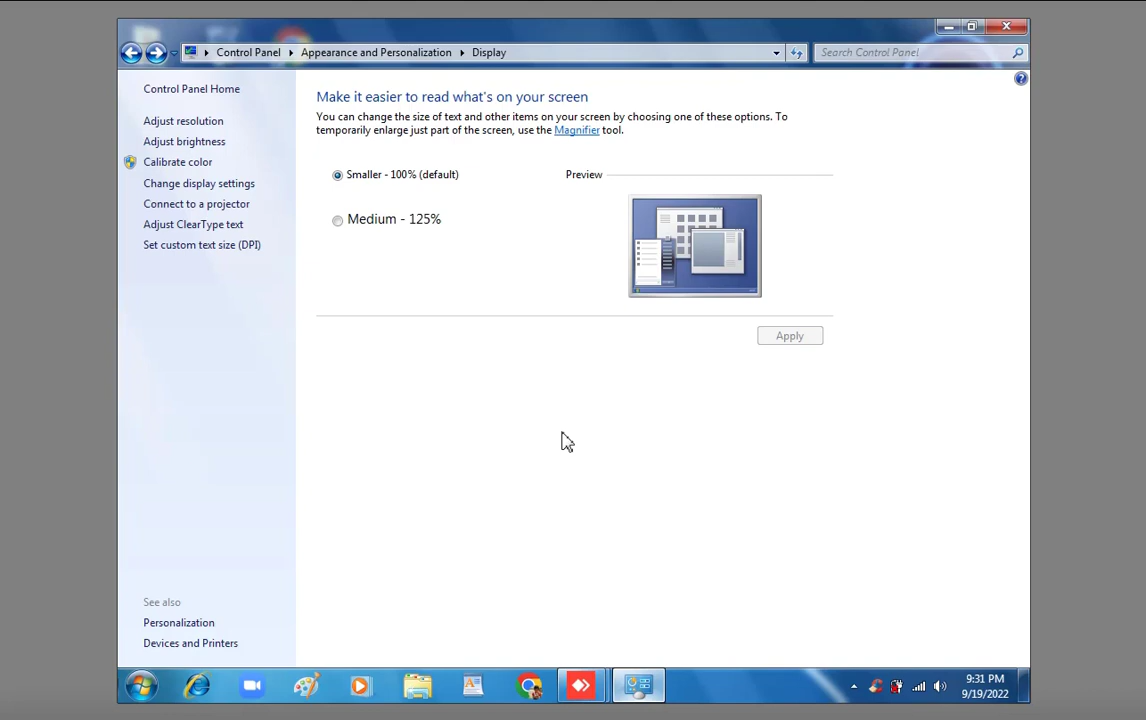 Control Panel
Appearance and Personalization
Display
Search Control Panel
Control Panel Home
Adjust resolution
Adjust brightness
Calibrate color
Change display settings
Connect to a projector
Adjust ClearType text
Set custom text size (DPI)
Make it easier to read what's on your screen
You can change the size of text and other items on your screen by choosing one of these options. To
temporarily enlarge just part of the screen, use the Magnifier tool.
Smaller - 100% (default)
Preview
Medium - 125%
Apply
See also
Personalization
Devices and Printers
9:31 PM
9/19/2022